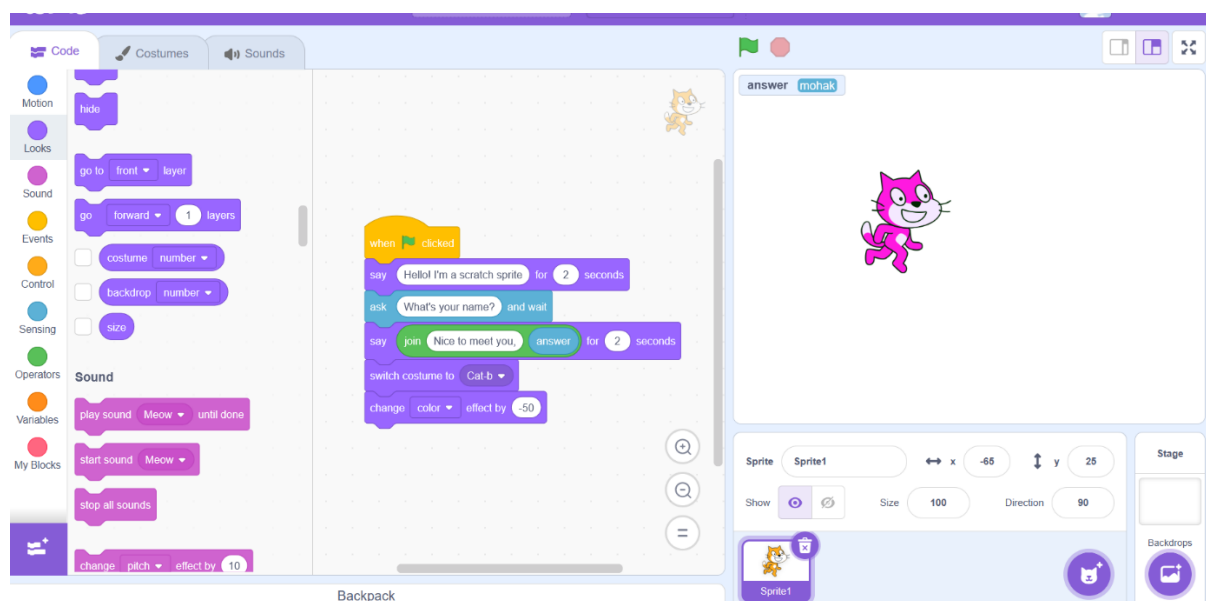 Code
Costumes
Sounds
Motion
Looks
Sound
Events
Control
Sensing
Operators
Variables
My Blocks
hide
go to front layer
go forward 1 layers
costume number
backdrop number
size
Sound
play sound Meow until done
start sound Meow
stop all sounds
change pitch effect by 10
when clicked
say Hello! I'm a scratch sprite for 2 seconds
ask What's your name? and wait
say join Nice to meet you, answer for 2 seconds
switch costume to Cat-b
change color effect by -50
Backpack
answer mohak
Sprite Sprite1 x -65 y 25
Show Size 100 Direction 90
Sprite1
Stage
Backdrops